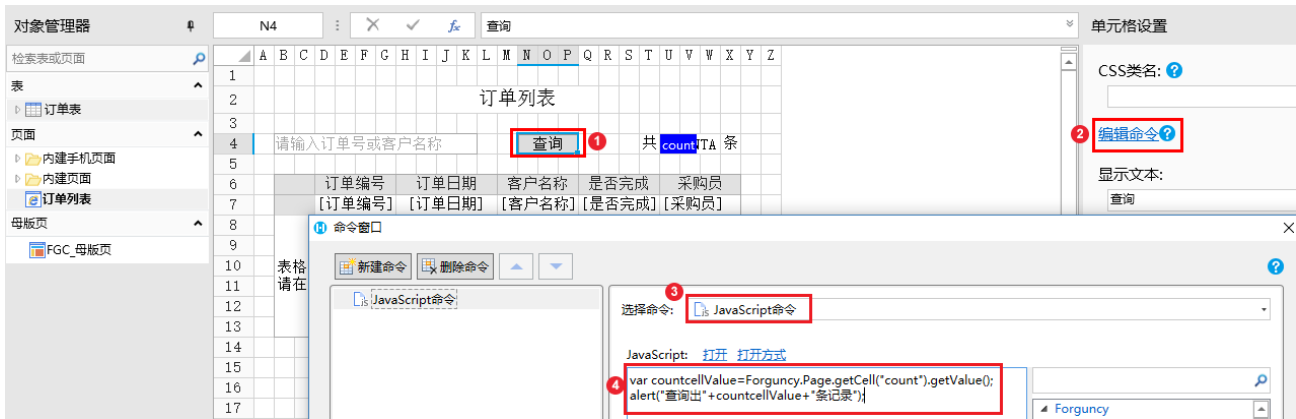 对象管理器
N4
查询
单元格设置
检索表或页面
A B C D E F G H I J K L M N O P Q R S T U V W X Y Z
CSS类名:
1
表
订单表
2
订单列表
3
页面
4
请输入订单号或客户名称
查询
1
共
count
TA 条
2
编辑命令
内建手机页面
5
内建页面
6
订单编号 订单日期 客户名称 是否完成 采购员
显示文本:
订单列表
7
[订单编号] [订单日期] [客户名称] [是否完成] [采购员]
查询
母版页
8
命令窗口
FGC_母版页
9
10
表格
新建命令
删除命令
11
请在
12
JavaScript命令
3
选择命令:
JavaScript命令
13
14
JavaScript: 打开 打开方式
15
4
var countcellValue=Forguncy.Page.getCell("count").getValue();
16
alert("查询出"+countcellValue+"条记录");
17
Forguncy